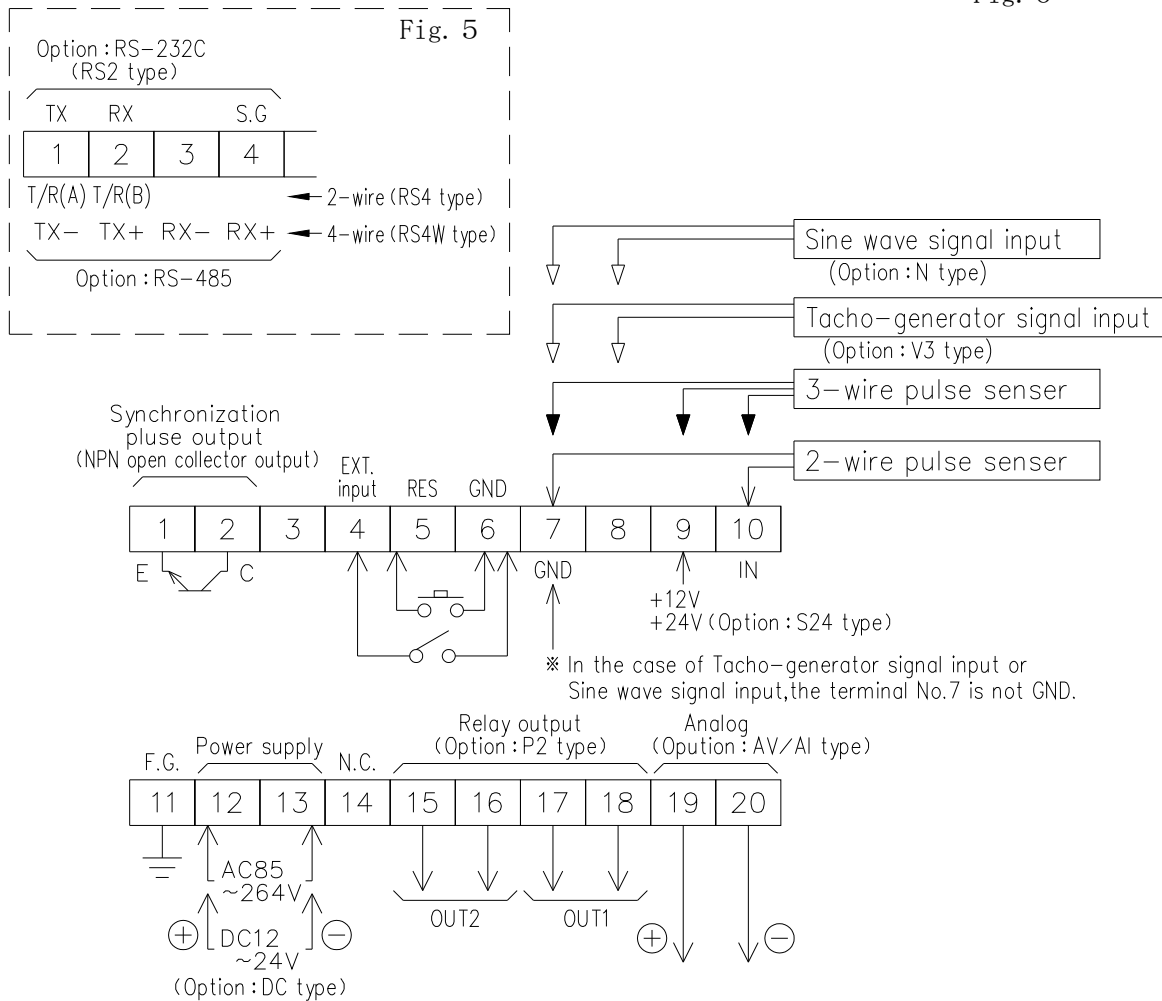 Fig. 5
Option:RS-232C
(RS2 type)
TX RX S.G
1 2 3 4
T/R(A) T/R(B) 2-wire(RS4 type)
TX- TX+ RX- RX+ 4-wire(RS4W type)
Option:RS-485
Sine wave signal input
(Option:N type)
Tacho-generator signal input
(Option:V3 type)
3-wire pulse senser
2-wire pulse senser
Synchronization
pluse output
(NPN open collector output)
EXT.
input RES GND
1 2 3 4 5 6 7 8 9 10
E C GND IN
+12V
+24V(Option:S24 type)
※ In the case of Tacho-generator signal input or
Sine wave signal input,the terminal No.7 is not GND.
Relay output
(Option:P2 type)
Analog
(Opution:AV/AI type)
F.G. Power supply N.C.
11 12 13 14 15 16 17 18 19 20
AC85
~264V
OUT2 OUT1
+ DC12 - + -
~24V
(Option:DC type)